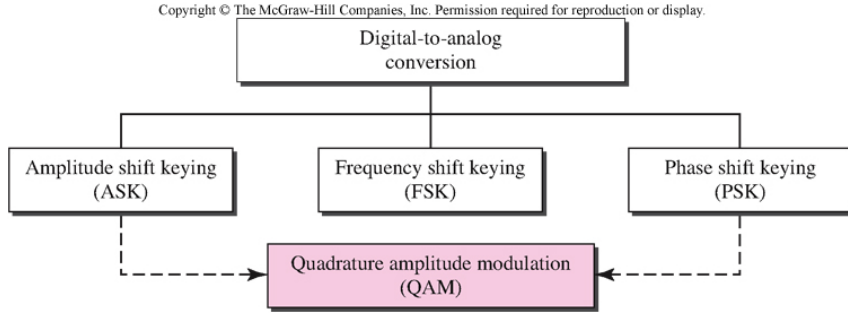 Copyright © The McGraw-Hill Companies, Inc. Permission required for reproduction or display.
Digital-to-analog
conversion
Amplitude shift keying
(ASK)
Frequency shift keying
(FSK)
Phase shift keying
(PSK)
Quadrature amplitude modulation
(QAM)